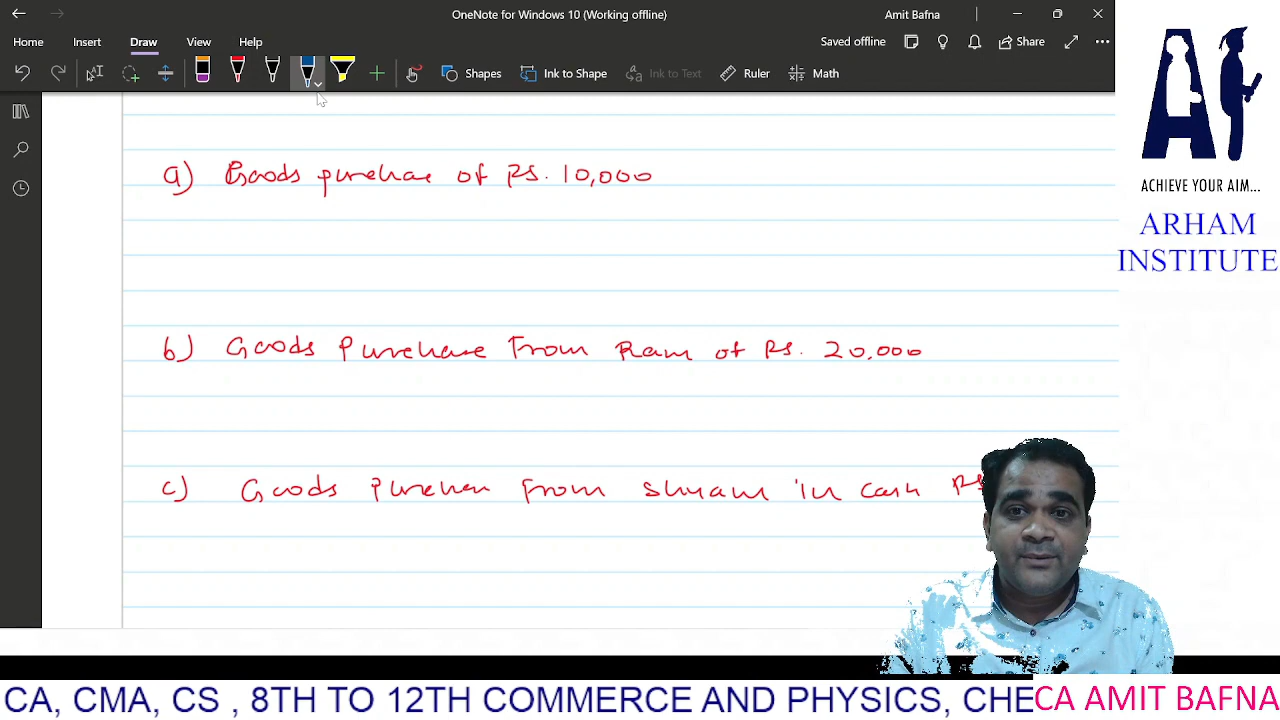 OneNote for Windows 10 (Working offline)
Amit Bafna
Home Insert Draw View Help
Saved offline
Share
Shapes
Ink to Shape
Ink to Text
Ruler
Math
a) Goods purchase of Rs. 10,000
b) Goods Purchase From Ram of Rs. 20,000
c) Goods Purchase From Shyam in cash Rs
ACHIEVE YOUR AIM...
ARHAM
INSTITUTE
CA, CMA, CS , 8TH TO 12TH COMMERCE AND PHYSICS, CHE
CA AMIT BAFNA